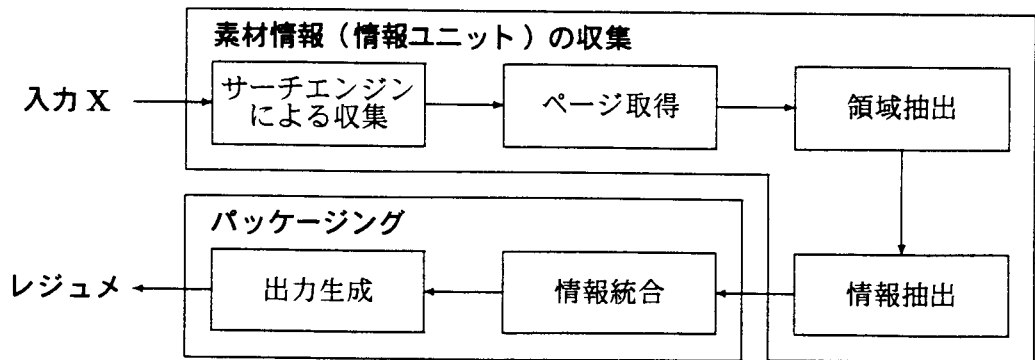 素材情報（情報ユニット）の収集
入力 X
サーチエンジン
による収集
ページ取得
領域抽出
パッケージング
レジュメ
出力生成
情報統合
情報抽出